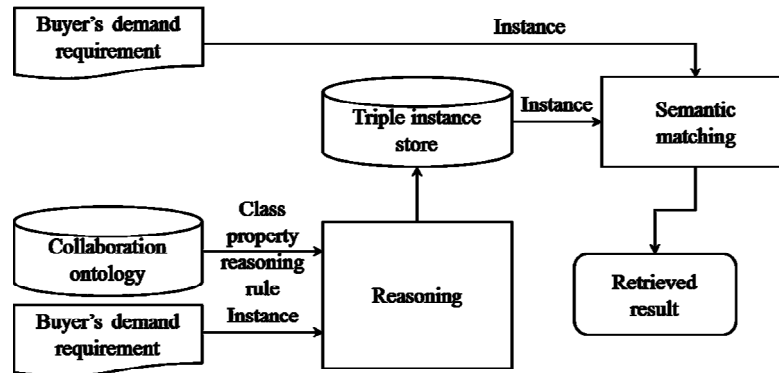 Buyer's demand
requirement
Instance
Triple instance
store
Instance
Semantic
matching
Collaboration
ontology
Class
property
reasoning
rule
Reasoning
Retrieved
result
Buyer's demand
requirement
Instance